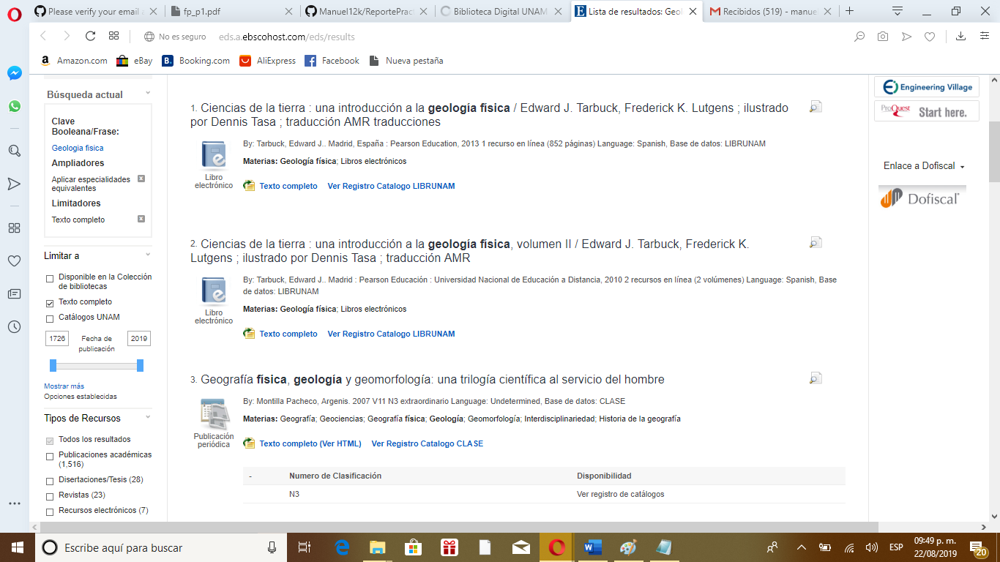 Please verify your email a
fp_p1.pdf
Manuel12k/ReportePract
Biblioteca Digital UNAM
Lista de resultados: Geol
Recibidos (519) - manue
No es seguro
eds.a.ebscohost.com/eds/results
Amazon.com
eBay
Booking.com
AliExpress
Facebook
Nueva pestaña
Búsqueda actual
Clave
Booleana/Frase:
Geologia fisica
Ampliadores
Aplicar especialidades
equivalentes
Limitadores
Texto completo
Limitar a
Disponible en la Colección
de bibliotecas
Texto completo
Catálogos UNAM
1726 Fecha de publicación 2019
Mostrar más
Opciones establecidas
Tipos de Recursos
Todos los resultados
Publicaciones académicas
(1,516)
Disertaciones/Tesis (28)
Revistas (23)
Recursos electrónicos (7)
1. Ciencias de la tierra : una introducción a la geología física / Edward J. Tarbuck, Frederick K. Lutgens ; ilustrado
por Dennis Tasa ; traducción AMR traducciones
Libro
electrónico
By: Tarbuck, Edward J.. Madrid, España : Pearson Education, 2013 1 recurso en línea (852 páginas) Language: Spanish, Base de datos: LIBRUNAM
Materias: Geología física; Libros electrónicos
Texto completo Ver Registro Catalogo LIBRUNAM
2. Ciencias de la tierra : una introducción a la geología física, volumen II / Edward J. Tarbuck, Frederick K.
Lutgens ; ilustrado por Dennis Tasa ; traducción AMR
Libro
electrónico
By: Tarbuck, Edward J.. Madrid : Pearson Educación : Universidad Nacional de Educación a Distancia, 2010 2 recursos en línea (2 volúmenes) Language: Spanish, Base
de datos: LIBRUNAM
Materias: Geología física; Libros electrónicos
Texto completo Ver Registro Catalogo LIBRUNAM
3. Geografía física, geología y geomorfología: una trilogía científica al servicio del hombre
Publicación
periódica
By: Montilla Pacheco, Argenis. 2007 V11 N3 extraordinario Language: Undetermined, Base de datos: CLASE
Materias: Geografía; Geociencias; Geografía física; Geología; Geomorfología; Interdisciplinariedad; Historia de la geografía
Texto completo (Ver HTML) Ver Registro Catalogo CLASE
- Numero de Clasificación Disponibilidad
N3 Ver registro de catálogos
Engineering Village
ProQuest Start here.
Enlace a Dofiscal
Dofiscal
Escribe aquí para buscar
ESP
09:49 p. m.
22/08/2019
20